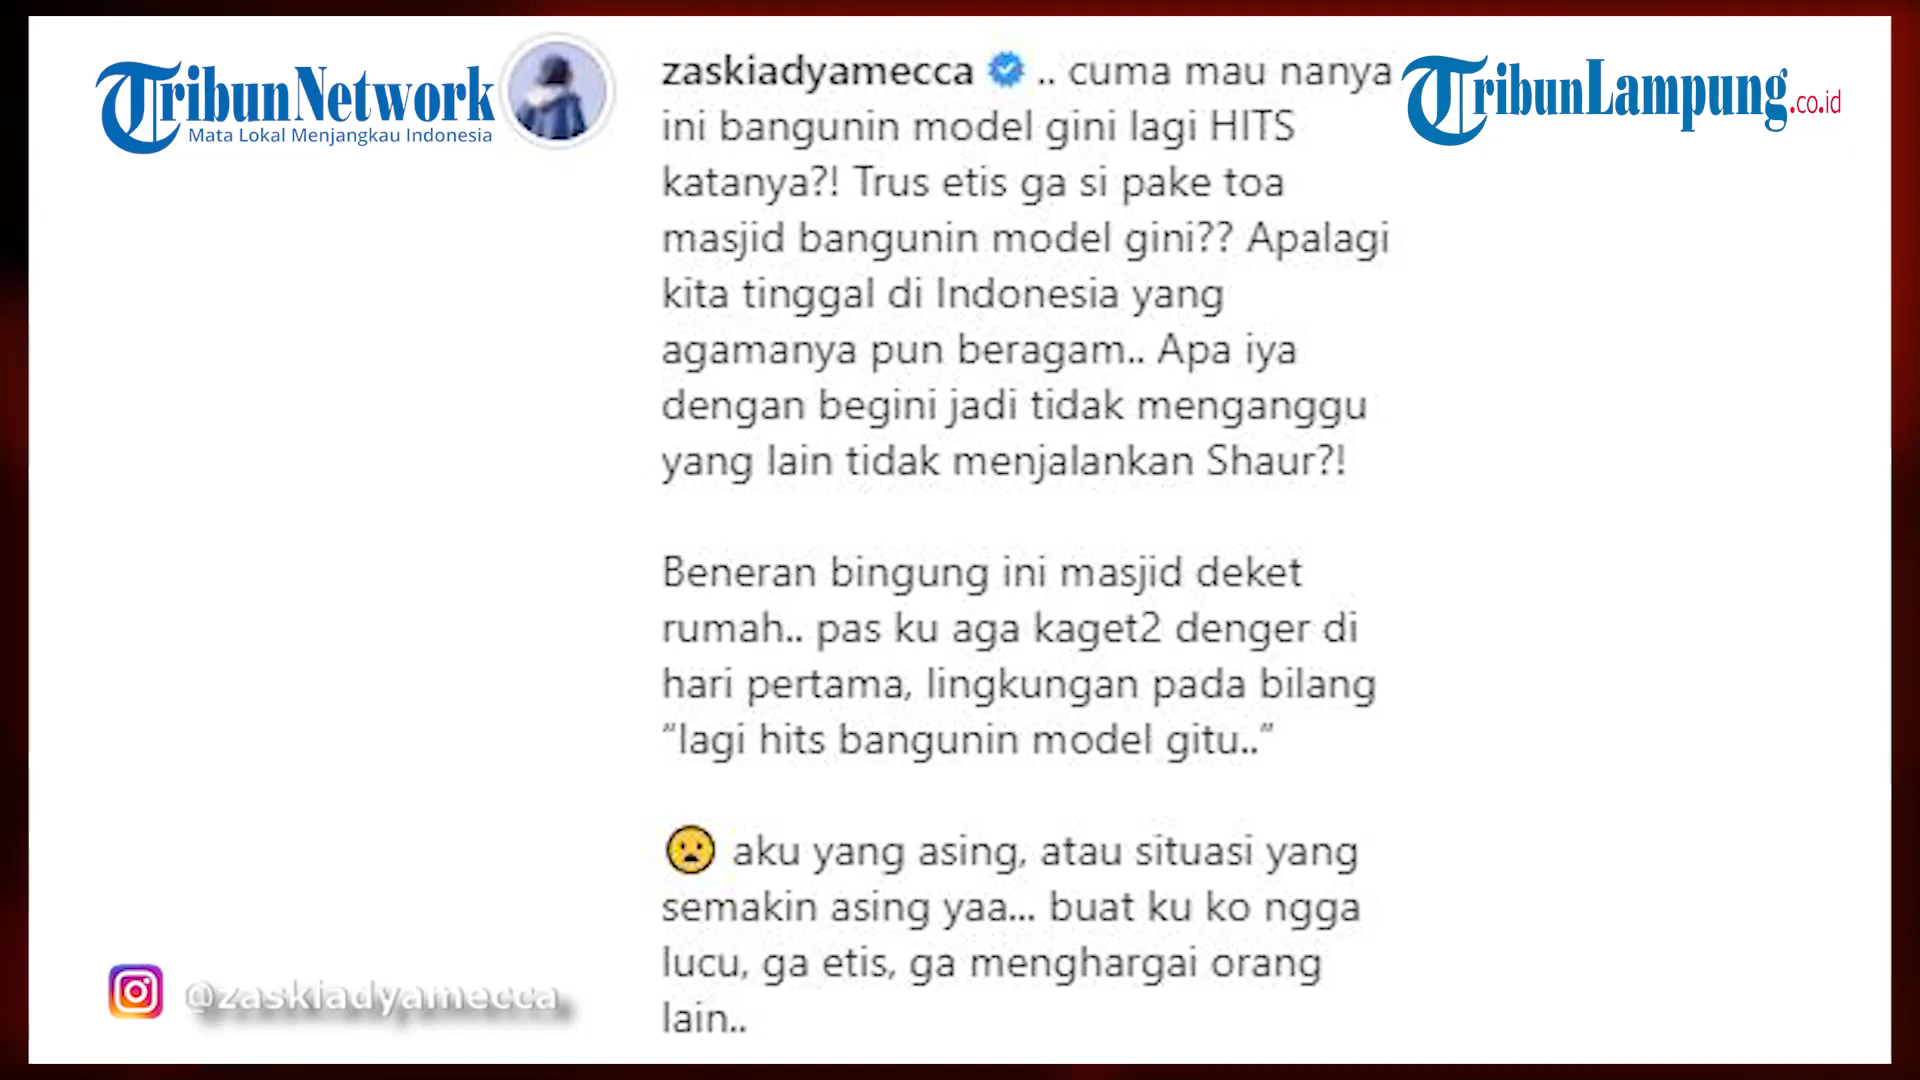 TribunNetwork
Mata Lokal Menjangkau Indonesia
TribunLampung.co.id
zaskiadyamecca .. cuma mau nanya
ini bangunin model gini lagi HITS
katanya?! Trus etis ga si pake toa
masjid bangunin model gini?? Apalagi
kita tinggal di Indonesia yang
agamanya pun beragam.. Apa iya
dengan begini jadi tidak menganggu
yang lain tidak menjalankan Shaur?!
Beneran bingung ini masjid deket
rumah.. pas ku aga kaget2 denger di
hari pertama, lingkungan pada bilang
“lagi hits bangunin model gitu..”
😦 aku yang asing, atau situasi yang
semakin asing yaa... buat ku ko ngga
lucu, ga etis, ga menghargai orang
lain..
@zaskiadyamecca